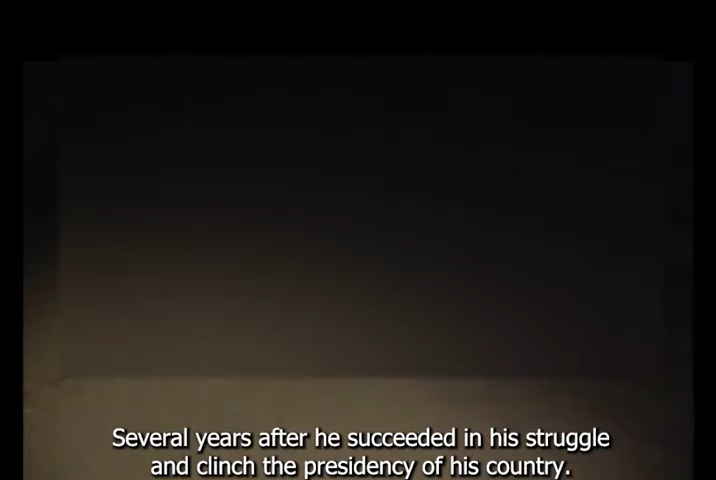 Several years after he succeeded in his struggle
and clinch the presidency of his country.